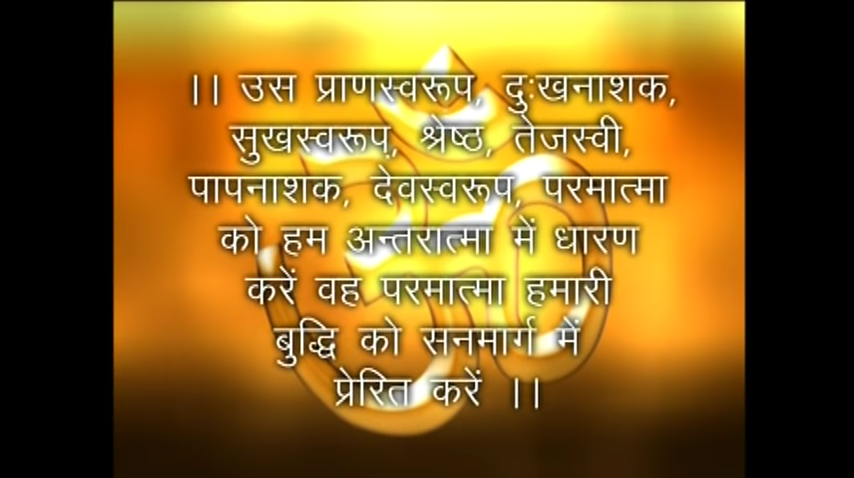 ।। उस प्राणस्वरूप, दुःखनाशक,
सुखस्वरूप, श्रेष्ठ, तेजस्वी,
पापनाशक, देवस्वरूप, परमात्मा
को हम अन्तरात्मा में धारण
करें वह परमात्मा हमारी
बुद्धि को सनमार्ग में
प्रेरित करें ।।